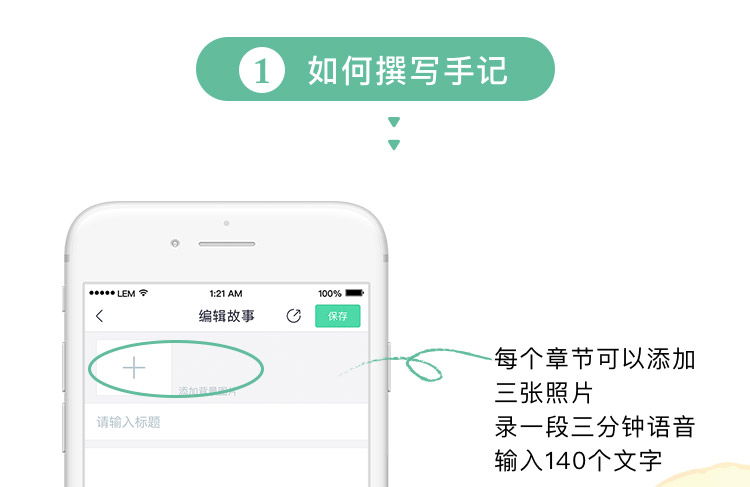 1 如何撰写手记
LEM 1:21 AM 100%
编辑故事 保存
添加背景图片
请输入标题
每个章节可以添加
三张照片
录一段三分钟语音
输入140个文字